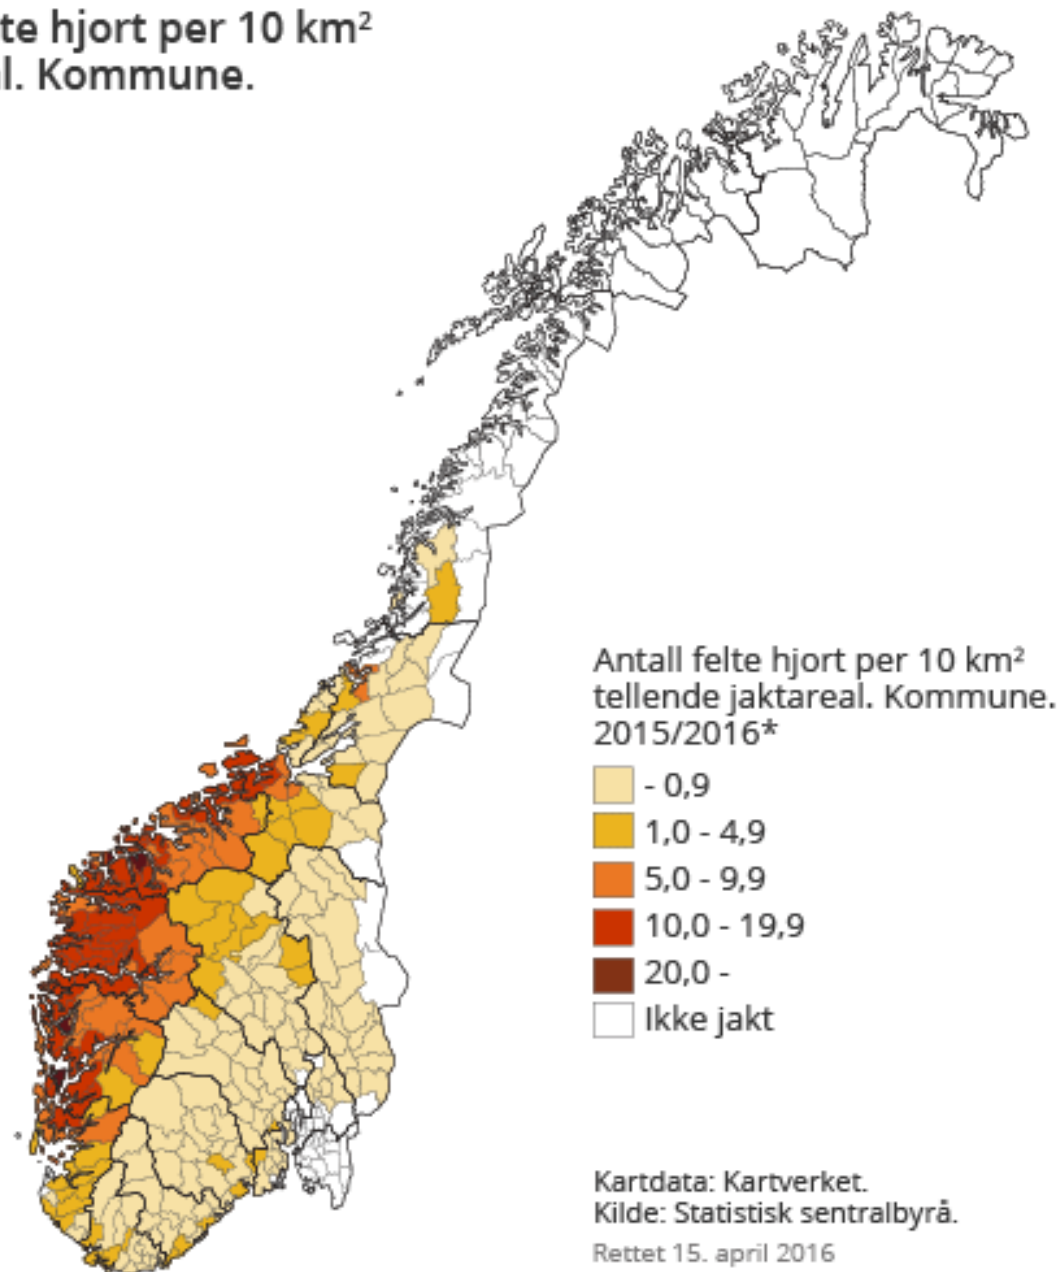 te hjort per 10 km²
al. Kommune.
Antall felte hjort per 10 km²
tellende jaktareal. Kommune.
2015/2016*
- 0,9
1,0 - 4,9
5,0 - 9,9
10,0 - 19,9
20,0 -
Ikke jakt
Kartdata: Kartverket.
Kilde: Statistisk sentralbyrå.
Rettet 15. april 2016